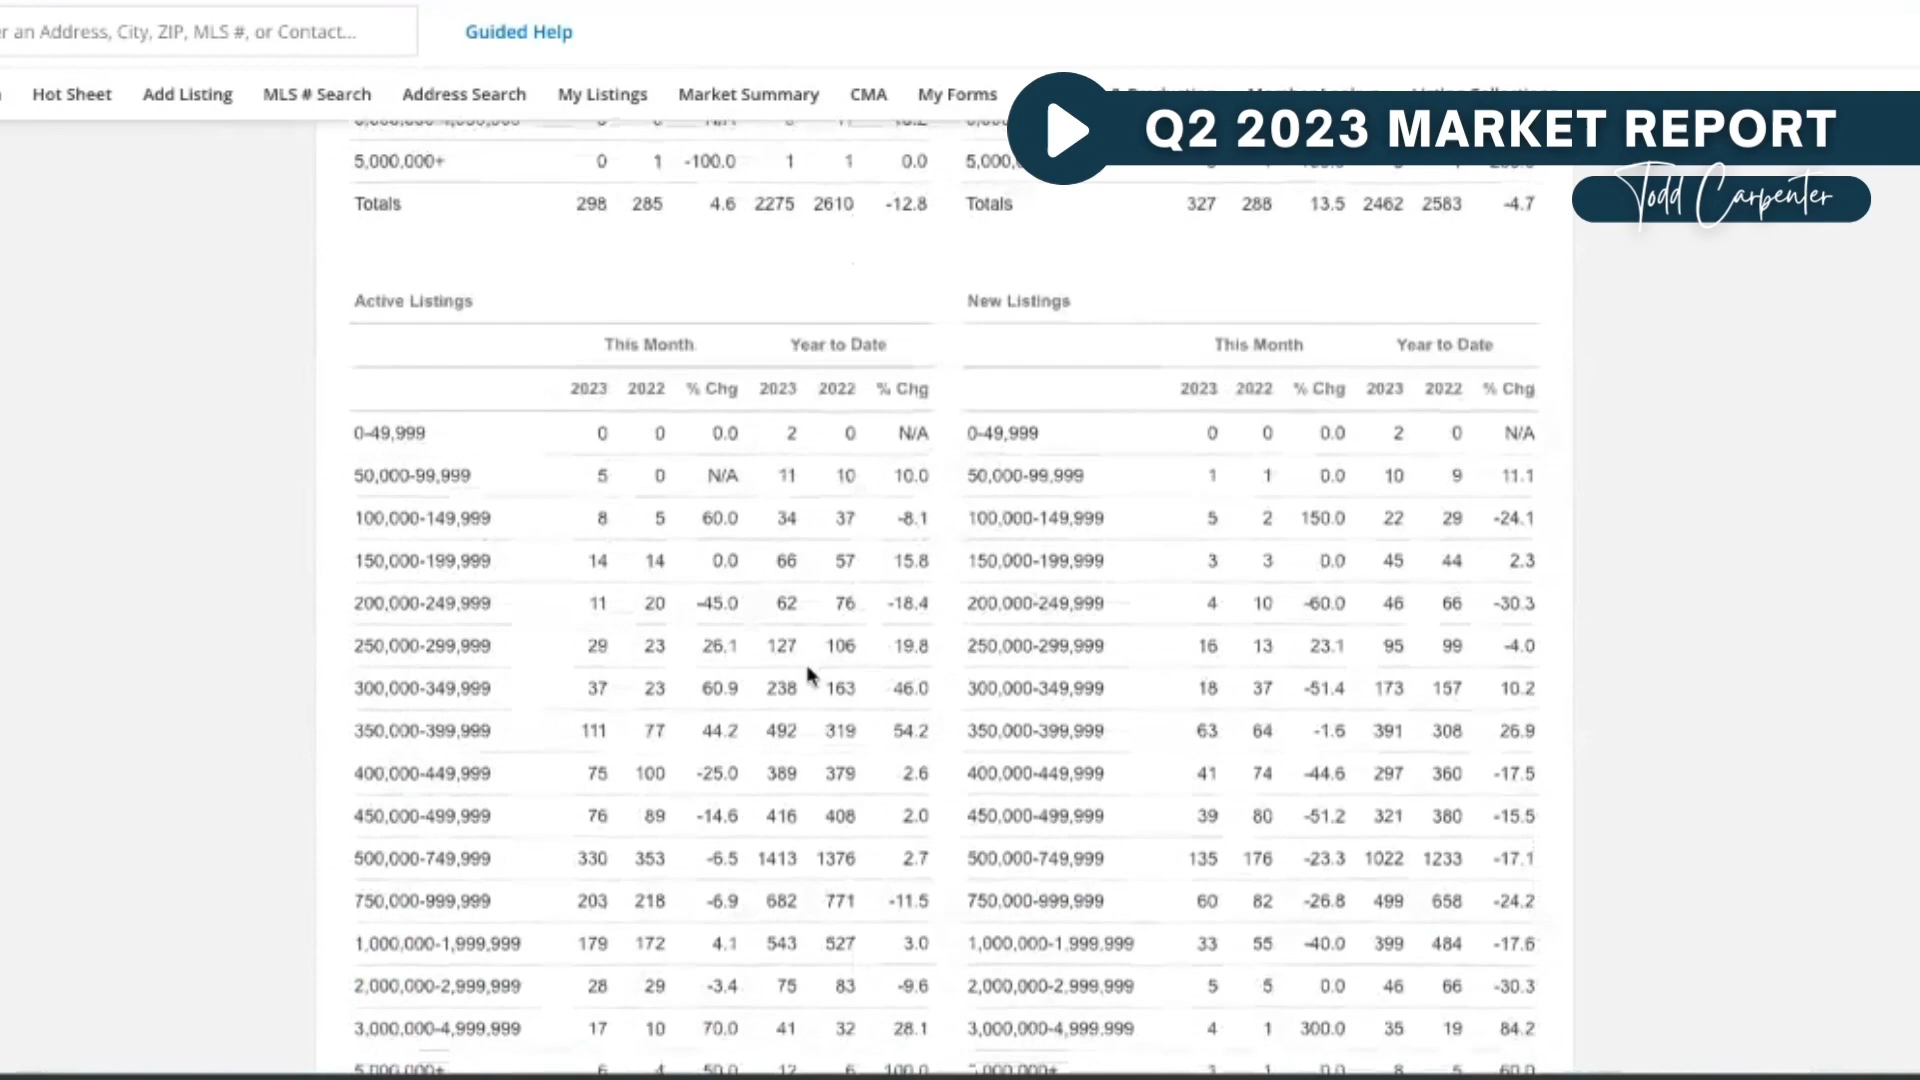 r an Address, City, ZIP, MLS #, or Contact...
Guided Help
Hot Sheet Add Listing MLS # Search Address Search My Listings Market Summary CMA My Forms
Q2 2023 MARKET REPORT
Todd Carpenter
5,000,000+ 0 1 -100.0 1 1 0.0
Totals 298 285 4.6 2275 2610 -12.8
Totals 327 288 13.5 2462 2583 -4.7
Active Listings
This Month Year to Date
2023 2022 % Chg 2023 2022 % Chg
0-49,999 0 0 0.0 2 0 N/A
50,000-99,999 5 0 N/A 11 10 10.0
100,000-149,999 8 5 60.0 34 37 -8.1
150,000-199,999 14 14 0.0 66 57 15.8
200,000-249,999 11 20 -45.0 62 76 -18.4
250,000-299,999 29 23 26.1 127 106 19.8
300,000-349,999 37 23 60.9 238 163 46.0
350,000-399,999 111 77 44.2 492 319 54.2
400,000-449,999 75 100 -25.0 389 379 2.6
450,000-499,999 76 89 -14.6 416 408 2.0
500,000-749,999 330 353 -6.5 1413 1376 2.7
750,000-999,999 203 218 -6.9 682 771 -11.5
1,000,000-1,999,999 179 172 4.1 543 527 3.0
2,000,000-2,999,999 28 29 -3.4 75 83 -9.6
3,000,000-4,999,999 17 10 70.0 41 32 28.1
5,000,000+ 6 4 50.0 12 6 100.0
New Listings
This Month Year to Date
2023 2022 % Chg 2023 2022 % Chg
0-49,999 0 0 0.0 2 0 N/A
50,000-99,999 1 1 0.0 10 9 11.1
100,000-149,999 5 2 150.0 22 29 -24.1
150,000-199,999 3 3 0.0 45 44 2.3
200,000-249,999 4 10 -60.0 46 66 -30.3
250,000-299,999 16 13 23.1 95 99 -4.0
300,000-349,999 18 37 -51.4 173 157 10.2
350,000-399,999 63 64 -1.6 391 308 26.9
400,000-449,999 41 74 -44.6 297 360 -17.5
450,000-499,999 39 80 -51.2 321 380 -15.5
500,000-749,999 135 176 -23.3 1022 1233 -17.1
750,000-999,999 60 82 -26.8 499 658 -24.2
1,000,000-1,999,999 33 55 -40.0 399 484 -17.6
2,000,000-2,999,999 5 5 0.0 46 66 -30.3
3,000,000-4,999,999 4 1 300.0 35 19 84.2